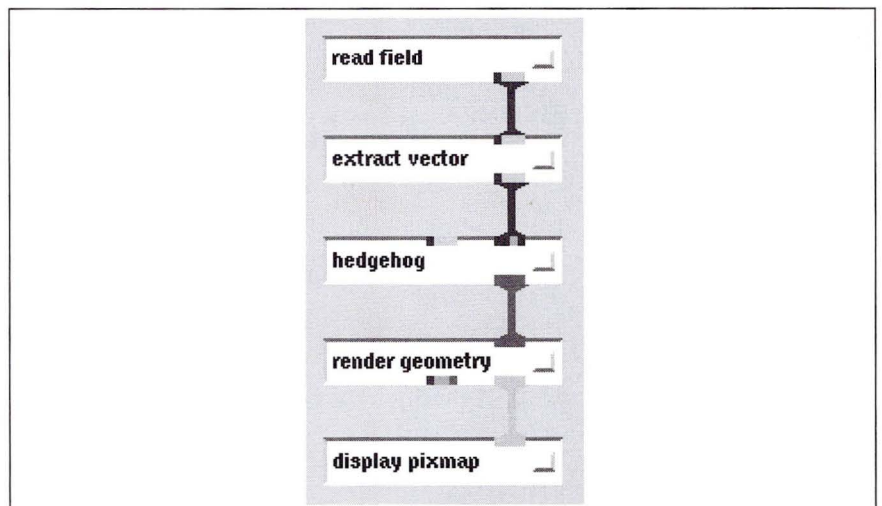 read field
extract vector
hedgehog
render geometry
display pixmap